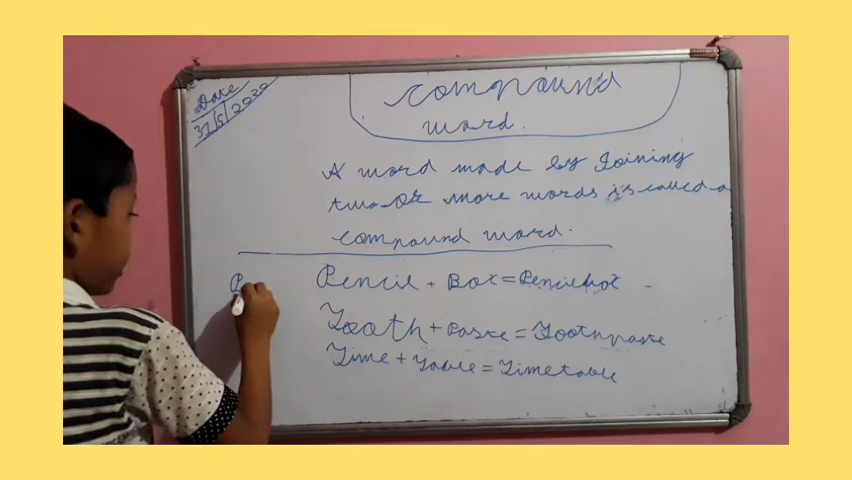 Date
31/5/2020
compound
word.
A word made by Joining
two or more words is called a
compound word.
P
Pencil + Box = Pencilbox
Tooth + Paste = Toothpaste
Time + Table = Timetable